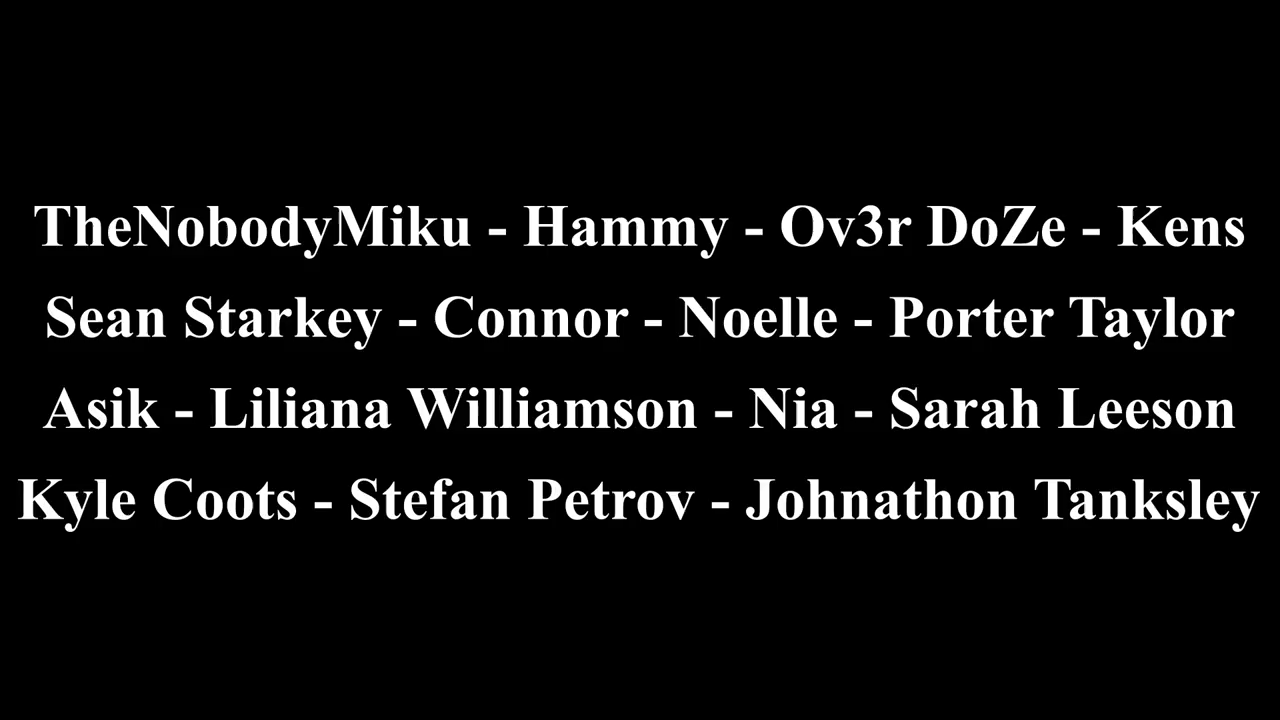 TheNobodyMiku - Hammy - Ov3r DoZe - Kens
Sean Starkey - Connor - Noelle - Porter Taylor
Asik - Liliana Williamson - Nia - Sarah Leeson
Kyle Coots - Stefan Petrov - Johnathon Tanksley